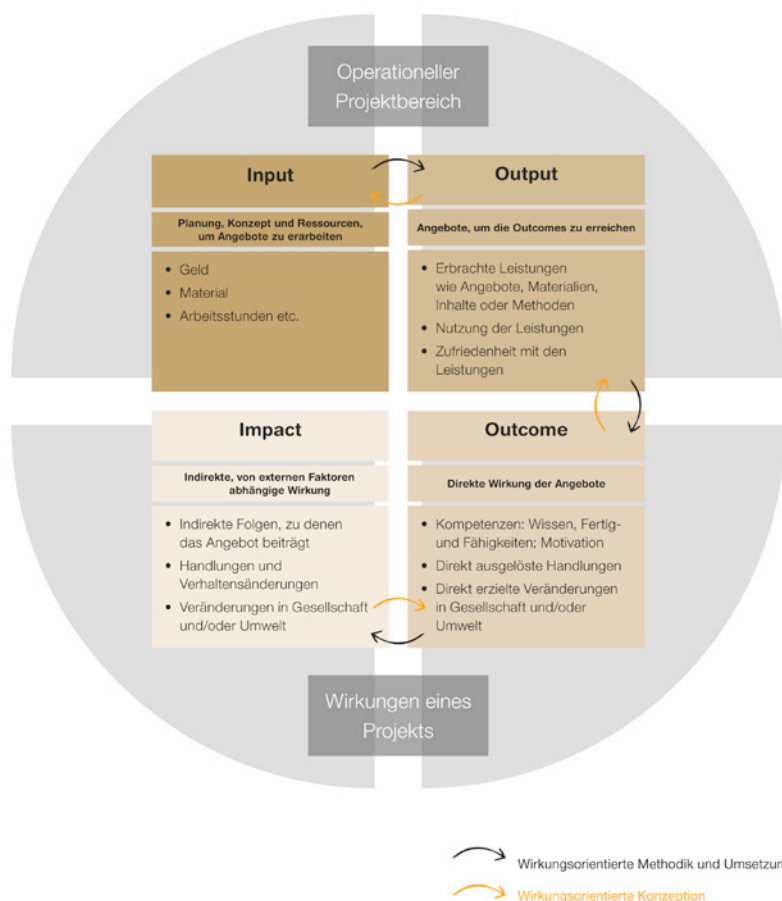 Operationeller
Projektbereich
Input
Planung, Konzept und Ressourcen,
um Angebote zu erarbeiten
• Geld
• Material
• Arbeitsstunden etc.
Output
Angebote, um die Outcomes zu erreichen
• Erbrachte Leistungen
wie Angebote, Materialien,
Inhalte oder Methoden
• Nutzung der Leistungen
• Zufriedenheit mit den
Leistungen
Impact
Indirekte, von externen Faktoren
abhängige Wirkung
• Indirekte Folgen, zu denen
das Angebot beiträgt
• Handlungen und
Verhaltensänderungen
• Veränderungen in Gesellschaft
und/oder Umwelt
Outcome
Direkte Wirkung der Angebote
• Kompetenzen: Wissen, Fertig-
und Fähigkeiten; Motivation
• Direkt ausgelöste Handlungen
• Direkt erzielte Veränderungen
in Gesellschaft und/oder
Umwelt
Wirkungen eines
Projekts
Wirkungsorientierte Methodik und Umsetzun
Wirkungsorientierte Konzeption